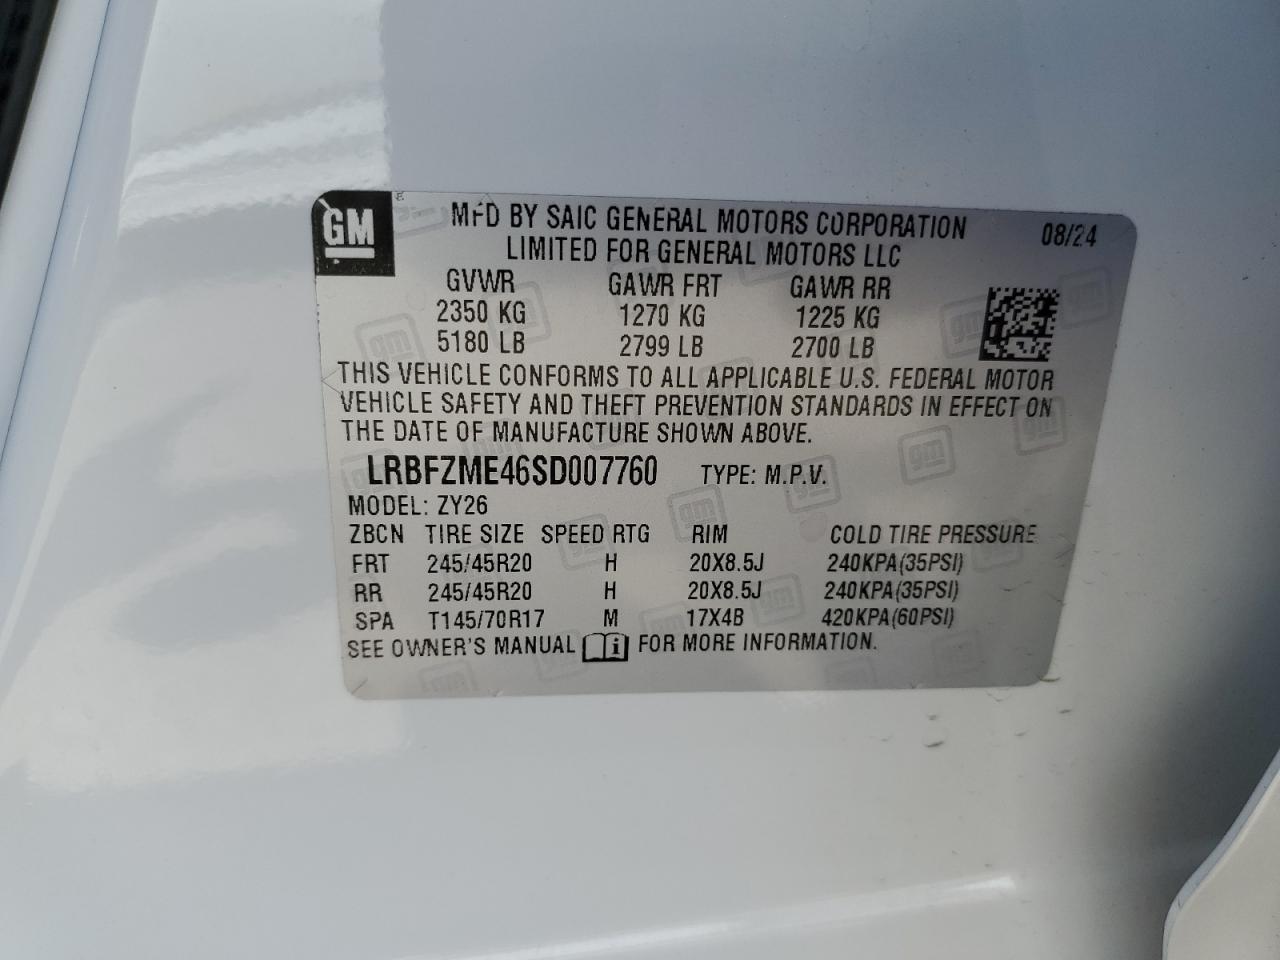 GM
MFD BY SAIC GENERAL MOTORS CORPORATION
LIMITED FOR GENERAL MOTORS LLC
08/24
GVWR GAWR FRT GAWR RR
2350 KG 1270 KG 1225 KG
5180 LB 2799 LB 2700 LB
THIS VEHICLE CONFORMS TO ALL APPLICABLE U.S. FEDERAL MOTOR
VEHICLE SAFETY AND THEFT PREVENTION STANDARDS IN EFFECT ON
THE DATE OF MANUFACTURE SHOWN ABOVE.
LRBFZME46SD007760 TYPE: M.P.V.
MODEL: ZY26
ZBCN TIRE SIZE SPEED RTG RIM COLD TIRE PRESSURE
FRT 245/45R20 H 20X8.5J 240KPA(35PSI)
RR 245/45R20 H 20X8.5J 240KPA(35PSI)
SPA T145/70R17 M 17X4B 420KPA(60PSI)
SEE OWNER'S MANUAL i FOR MORE INFORMATION.